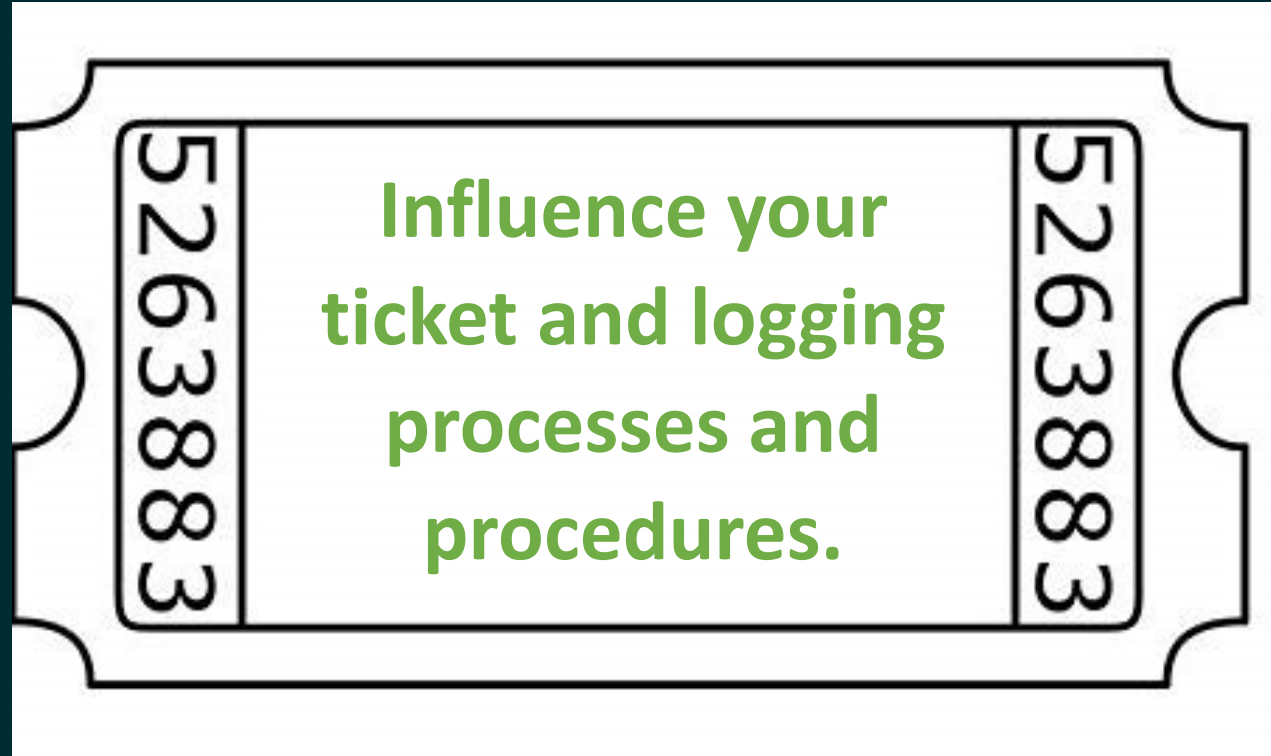 5263883
Influence your
ticket and logging
processes and
procedures.
5263883